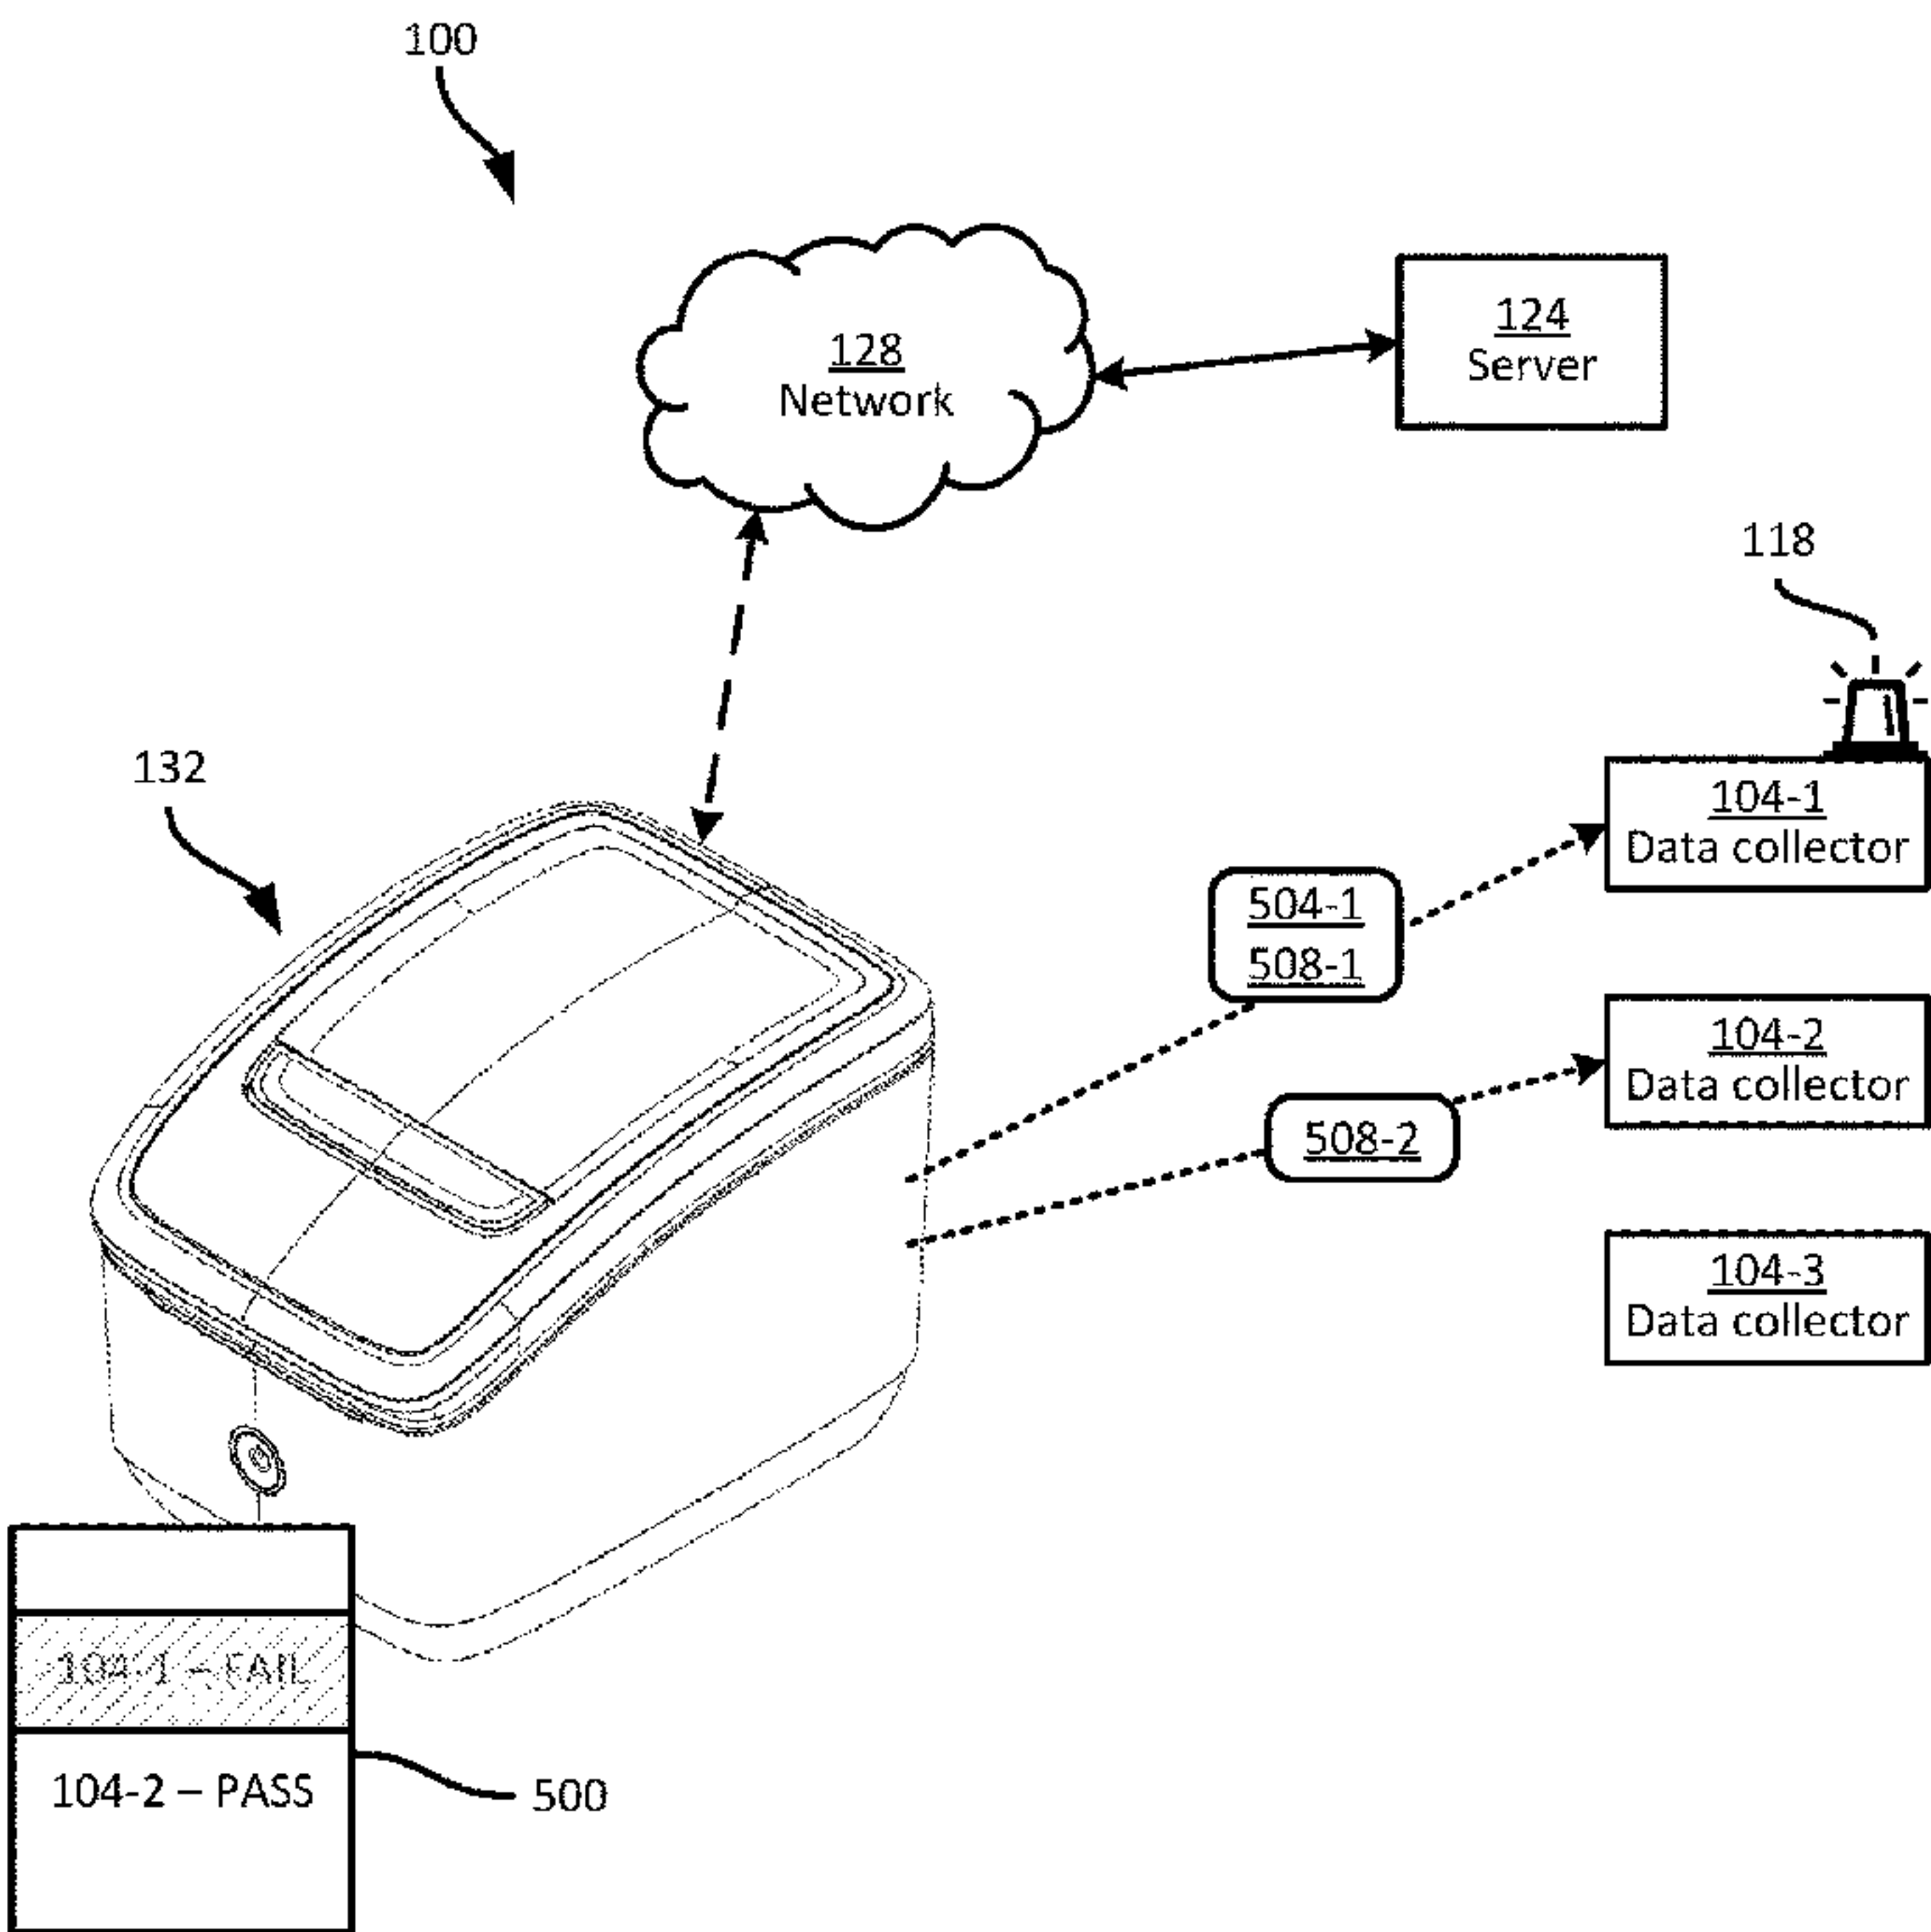 100
128
Network
124
Server
118
132
104-1
Data collector
504-1
508-1
104-2
Data collector
508-2
104-3
Data collector
104-1 – FAIL
104-2 – PASS
500